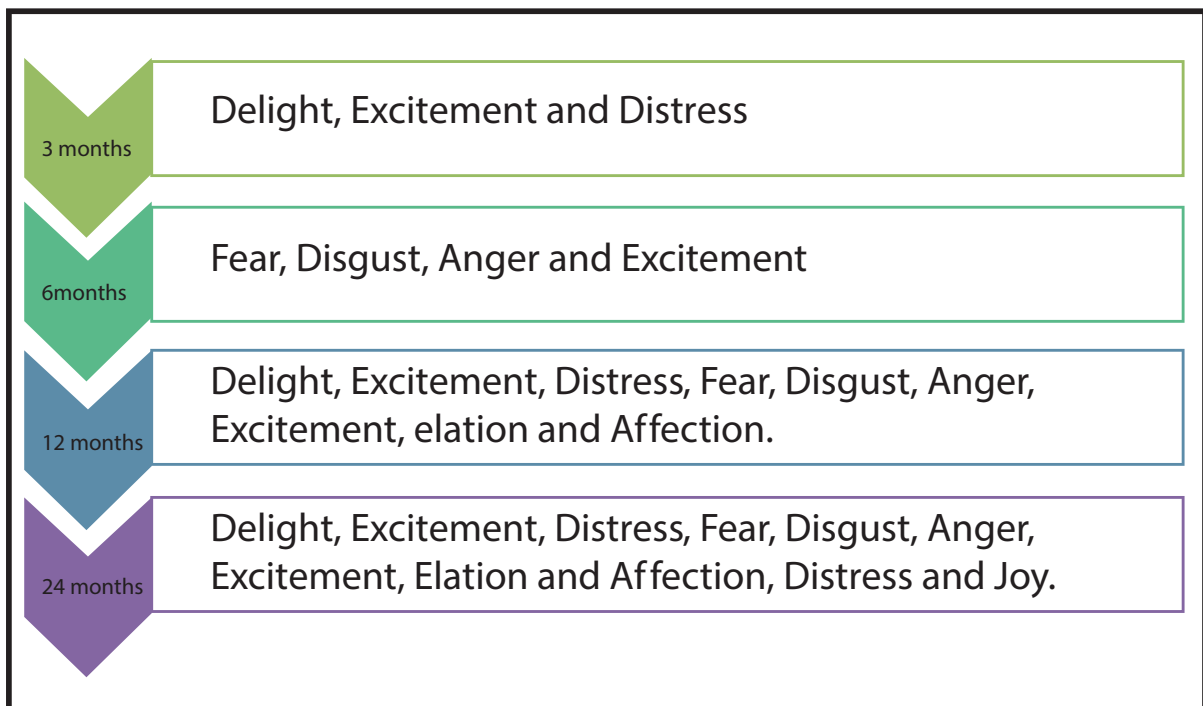 3 months
Delight, Excitement and Distress
6months
Fear, Disgust, Anger and Excitement
12 months
Delight, Excitement, Distress, Fear, Disgust, Anger,
Excitement, elation and Affection.
24 months
Delight, Excitement, Distress, Fear, Disgust, Anger,
Excitement, Elation and Affection, Distress and Joy.